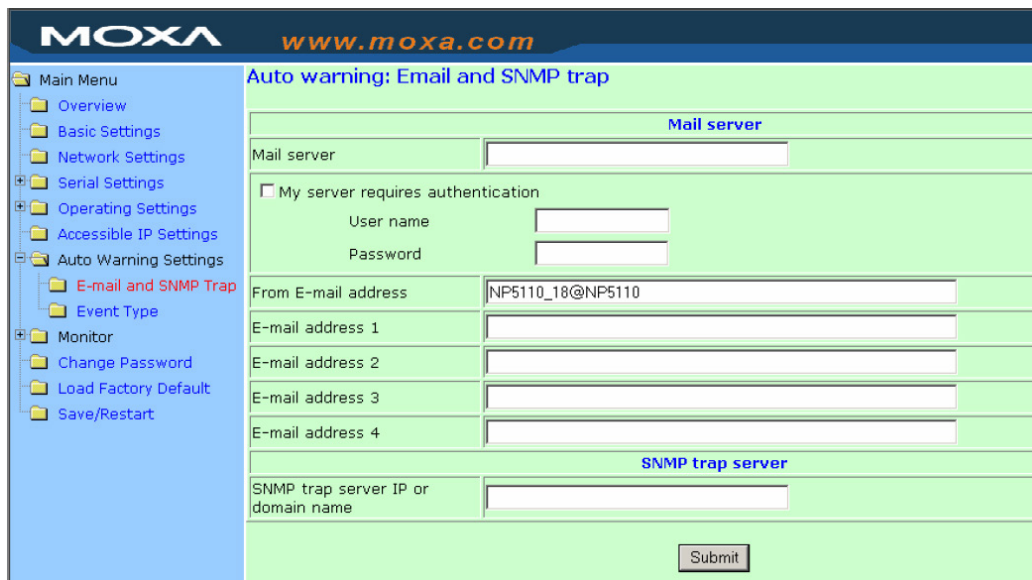 MOXA
www.moxa.com
Main Menu
Overview
Basic Settings
Network Settings
Serial Settings
Operating Settings
Accessible IP Settings
Auto Warning Settings
E-mail and SNMP Trap
Event Type
Monitor
Change Password
Load Factory Default
Save/Restart
Auto warning: Email and SNMP trap
Mail server
Mail server
My server requires authentication
User name
Password
From E-mail address
NP5110_18@NP5110
E-mail address 1
E-mail address 2
E-mail address 3
E-mail address 4
SNMP trap server
SNMP trap server IP or
domain name
Submit